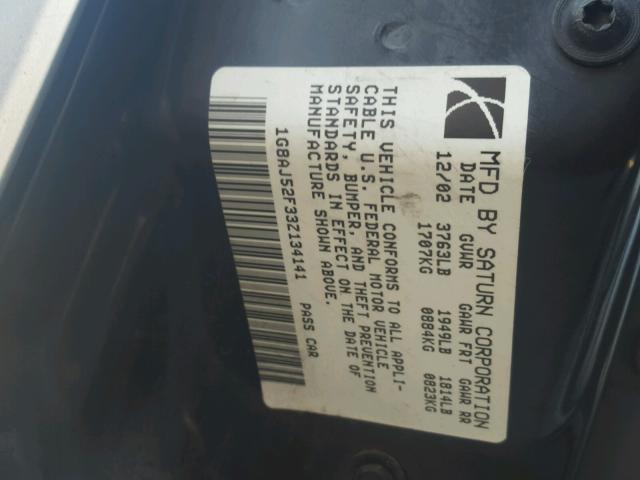 MFD BY SATURN CORPORATION
DATE GVWR GAWR FRT GAWR RR
12/02 3763LB 1949LB 1814LB
1707KG 0884KG 0823KG
THIS VEHICLE CONFORMS TO ALL APPLI-
CABLE U.S. FEDERAL MOTOR VEHICLE
SAFETY, BUMPER, AND THEFT PREVENTION
STANDARDS IN EFFECT ON THE DATE OF
MANUFACTURE SHOWN ABOVE.
1G8AJ52F33Z134141 PASS CAR